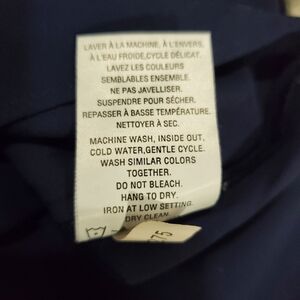 LAVER À LA MACHINE, À L'ENVERS,
À L'EAU FROIDE,CYCLE DÉLICAT.
LAVEZ LES COULEURS
SEMBLABLES ENSEMBLE.
NE PAS JAVELLISER.
SUSPENDRE POUR SÉCHER.
REPASSER À BASSE TEMPÉRATURE.
NETTOYER À SEC.
MACHINE WASH, INSIDE OUT,
COLD WATER,GENTLE CYCLE.
WASH SIMILAR COLORS
TOGETHER.
DO NOT BLEACH.
HANG TO DRY.
IRON AT LOW SETTING.
DRY CLEAN.